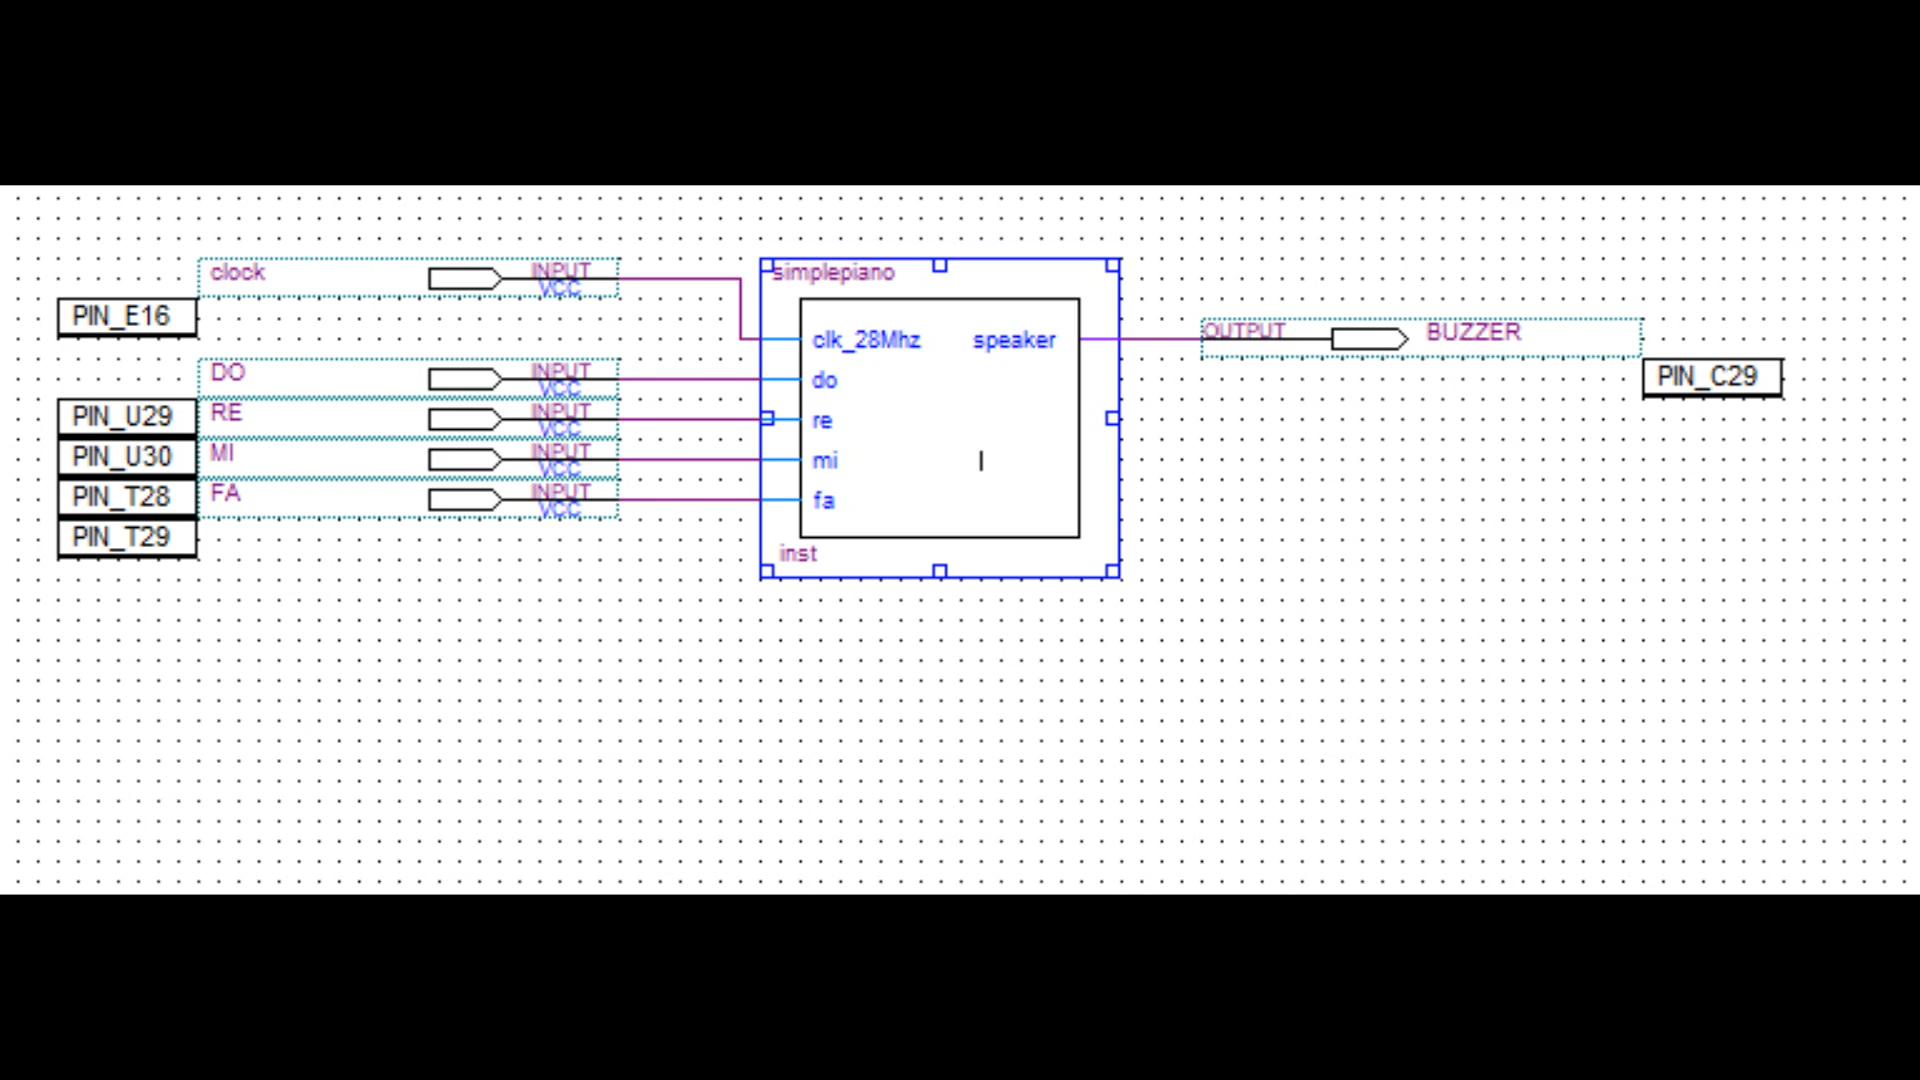 clock INPUT
VCC
PIN_E16
DO INPUT
VCC
PIN_U29 RE INPUT
VCC
PIN_U30 MI INPUT
VCC
PIN_T28 FA INPUT
VCC
PIN_T29
simplepiano
clk_28Mhz speaker
do
re
mi
fa
I
inst
OUTPUT BUZZER
PIN_C29